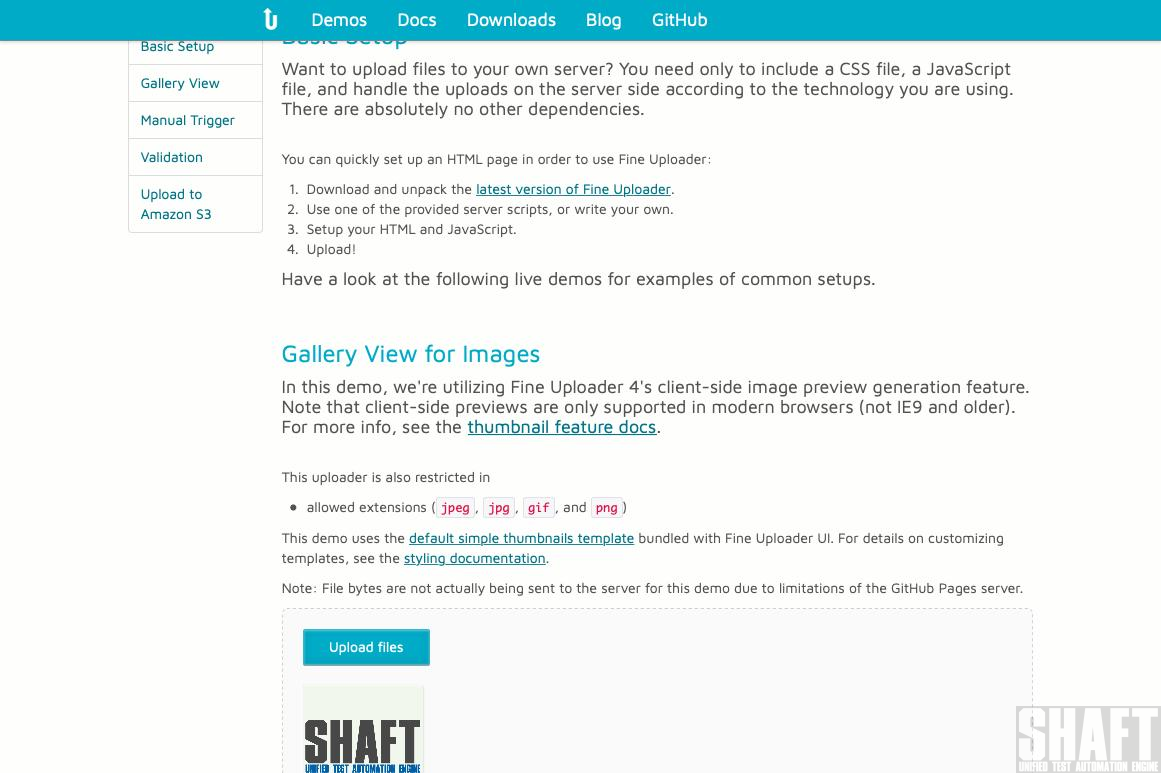 Demos Docs Downloads Blog GitHub
Basic Setup
Gallery View
Manual Trigger
Validation
Upload to
Amazon S3
Basic Setup
Want to upload files to your own server? You need only to include a CSS file, a JavaScript
file, and handle the uploads on the server side according to the technology you are using.
There are absolutely no other dependencies.
You can quickly set up an HTML page in order to use Fine Uploader:
1. Download and unpack the latest version of Fine Uploader.
2. Use one of the provided server scripts, or write your own.
3. Setup your HTML and JavaScript.
4. Upload!
Have a look at the following live demos for examples of common setups.
Gallery View for Images
In this demo, we're utilizing Fine Uploader 4's client-side image preview generation feature.
Note that client-side previews are only supported in modern browsers (not IE9 and older).
For more info, see the thumbnail feature docs.
This uploader is also restricted in
• allowed extensions (jpeg, jpg, gif, and png)
This demo uses the default simple thumbnails template bundled with Fine Uploader UI. For details on customizing
templates, see the styling documentation.
Note: File bytes are not actually being sent to the server for this demo due to limitations of the GitHub Pages server.
Upload files
SHAFT
UNIFIED TEST AUTOMATION ENGINE
SHAFT
UNIFIED TEST AUTOMATION ENGINE